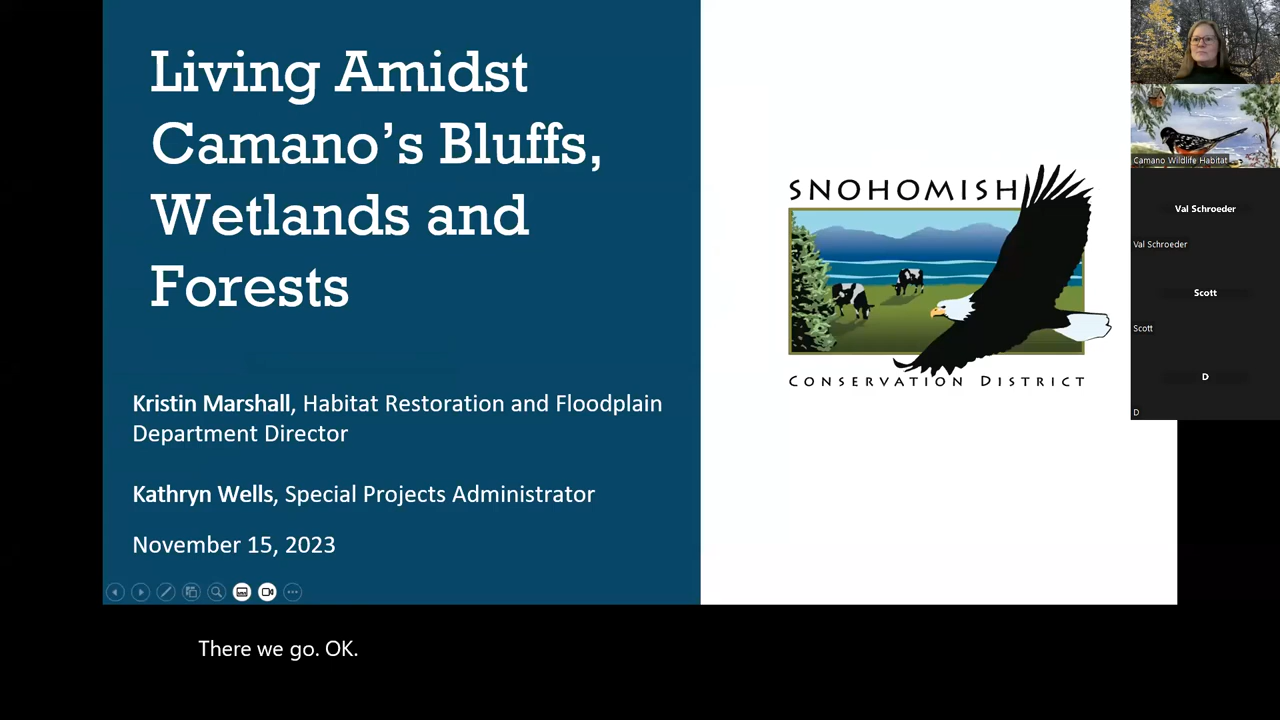 Living Amidst
Camano's Bluffs,
Wetlands and
Forests
Kristin Marshall, Habitat Restoration and Floodplain
Department Director
Kathryn Wells, Special Projects Administrator
November 15, 2023
SNOHOMISH
CONSERVATION DISTRICT
Camano Wildlife Habitat
Val Schroeder
Val Schroeder
Scott
Scott
D
D
There we go. OK.